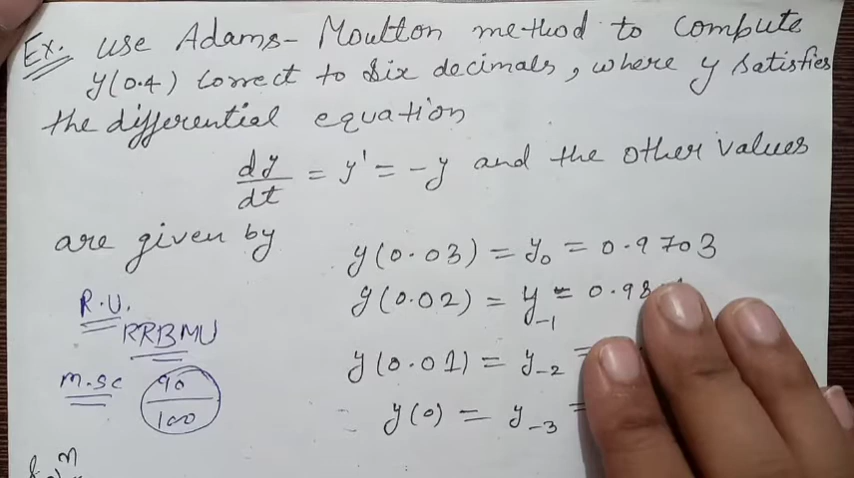 Ex. use Adams-Moulton method to compute
y(0.4) correct to six decimals, where y satisfies
the differential equation
dy/dt = y' = -y and the other values
are given by
y(0.03) = y₀ = 0.9703
y(0.02) = y₋₁ = 0.98
y(0.01) = y₋₂ =
y(0) = y₋₃ =
R.U.
RRBMU
M.Sc
90/100